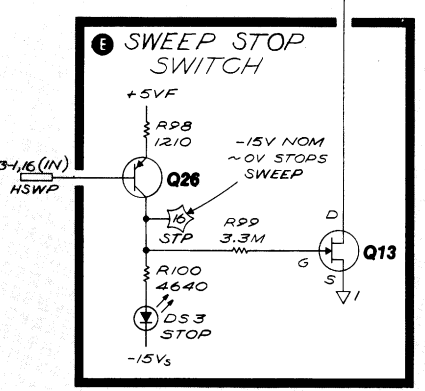 E SWEEP STOP
SWITCH
+5VF
R98
1210
-15V NOM
~0V STOPS
SWEEP
3-1,16(IN)
HSWP
Q26
16
STP
R99
3.3M
D
G
S
Q13
1
R100
4640
DS3
STOP
-15VS